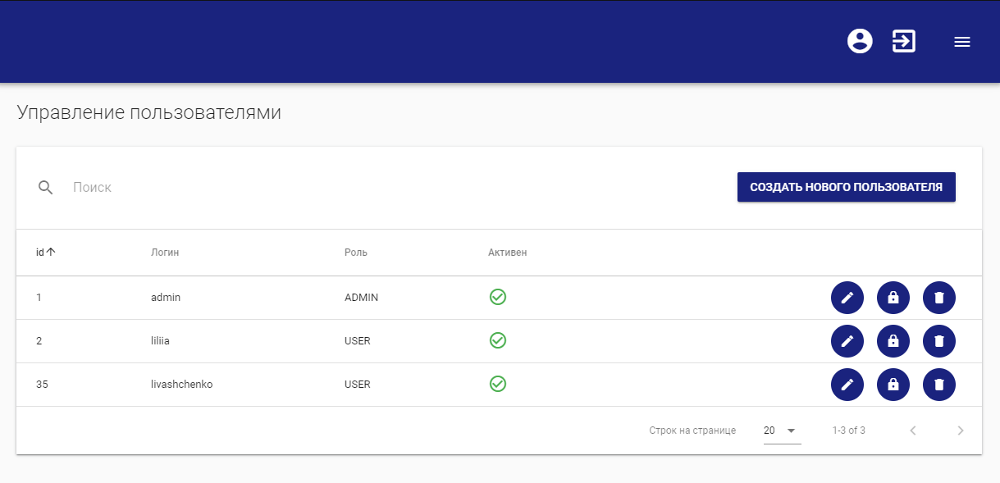 Управление пользователями
Поиск
СОЗДАТЬ НОВОГО ПОЛЬЗОВАТЕЛЯ
id Логин Роль Активен
1 admin ADMIN
2 liliia USER
35 livashchenko USER
Строк на странице 20 1-3 of 3